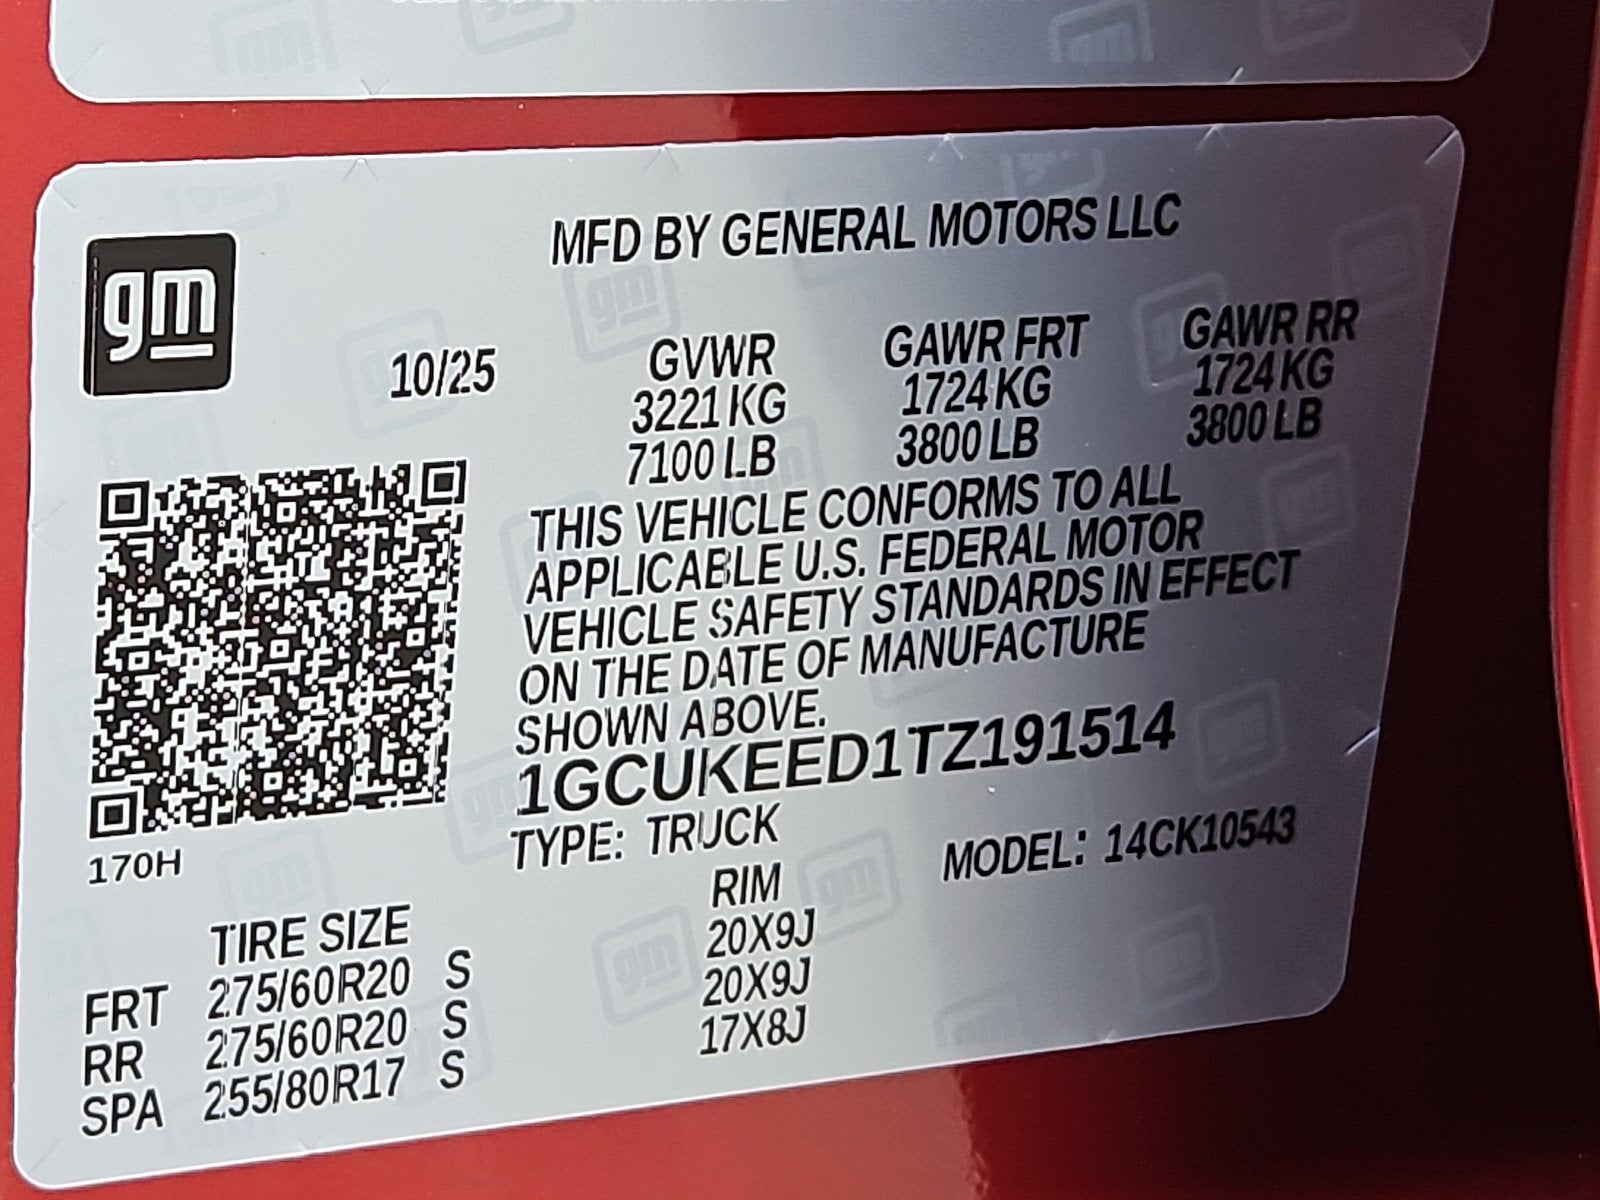 gm
MFD BY GENERAL MOTORS LLC
10/25 GVWR GAWR FRT GAWR RR
3221 KG 1724 KG 1724 KG
7100 LB 3800 LB 3800 LB
THIS VEHICLE CONFORMS TO ALL
APPLICABLE U.S. FEDERAL MOTOR
VEHICLE SAFETY STANDARDS IN EFFECT
ON THE DATE OF MANUFACTURE
SHOWN ABOVE.
1GCUKEED1TZ191514
TYPE: TRUCK MODEL: 14CK10543
170H
TIRE SIZE RIM
FRT 275/60R20 S 20X9J
RR 275/60R20 S 20X9J
SPA 255/80R17 S 17X8J